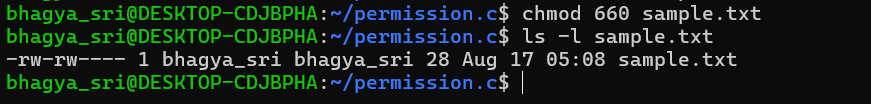 bhagya_sri@DESKTOP-CDJBPHA:~/permission.c$ chmod 660 sample.txt
bhagya_sri@DESKTOP-CDJBPHA:~/permission.c$ ls -l sample.txt
-rw-rw---- 1 bhagya_sri bhagya_sri 28 Aug 17 05:08 sample.txt
bhagya_sri@DESKTOP-CDJBPHA:~/permission.c$